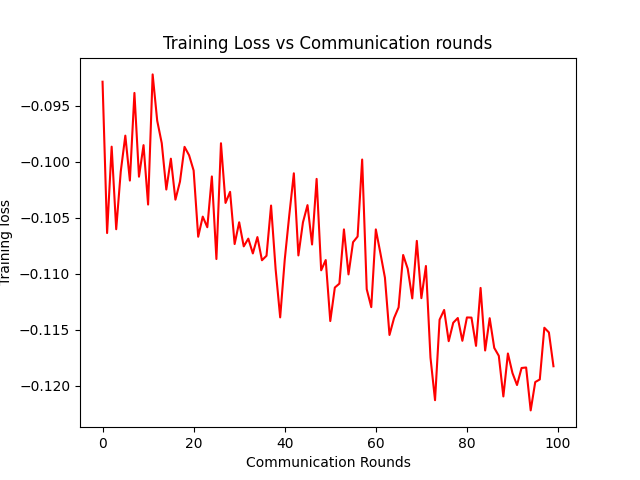 Training Loss vs Communication rounds
−0.095
−0.100
−0.105
−0.110
−0.115
−0.120
Training loss
0 20 40 60 80 100
Communication Rounds